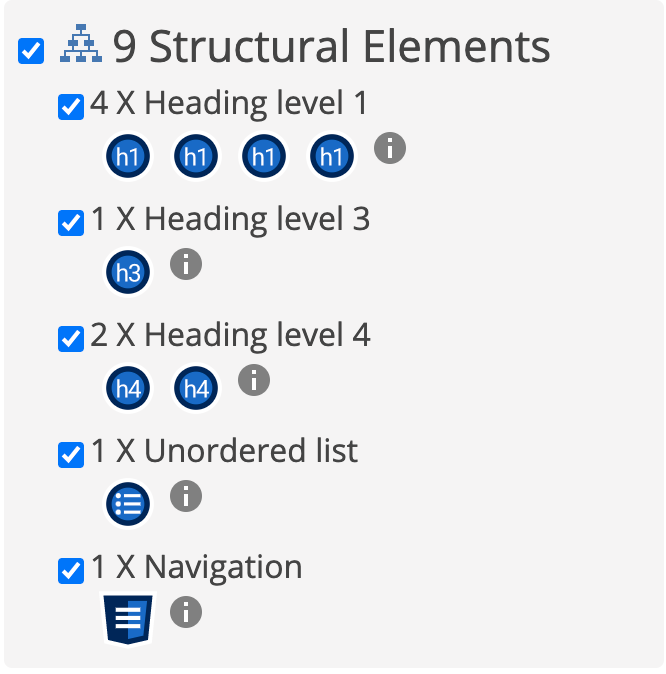 9 Structural Elements
4 X Heading level 1
h1 h1 h1 h1 i
1 X Heading level 3
h3 i
2 X Heading level 4
h4 h4 i
1 X Unordered list
i
1 X Navigation
i